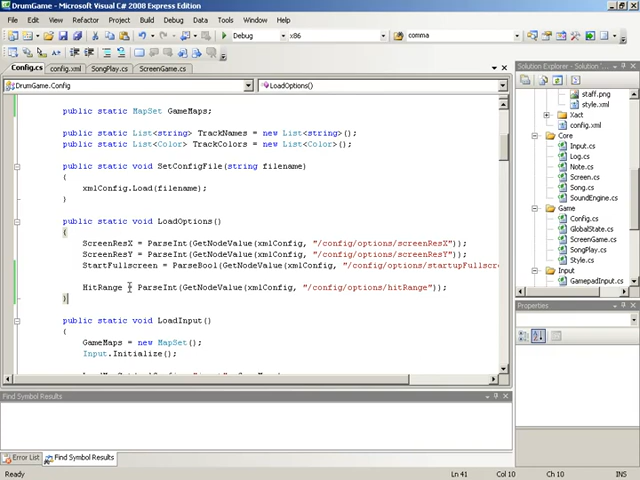 DrumGame - Microsoft Visual C# 2008 Express Edition
File Edit View Refactor Project Build Debug Data Tools Window Help
Debug x86 comma
Config.cs config.xml SongPlay.cs ScreenGame.cs
DrumGame.Config LoadOptions()
public static MapSet GameMaps;
public static List<string> TrackNames = new List<string>();
public static List<Color> TrackColors = new List<Color>();
public static void SetConfigFile(string filename)
{
xmlConfig.Load(filename);
}
public static void LoadOptions()
{
ScreenResX = ParseInt(GetNodeValue(xmlConfig, "/config/options/screenResX"));
ScreenResY = ParseInt(GetNodeValue(xmlConfig, "/config/options/screenResY"));
StartFullscreen = ParseBool(GetNodeValue(xmlConfig, "/config/options/startupFullscre
HitRange = ParseInt(GetNodeValue(xmlConfig, "/config/options/hitRange"));
}
public static void LoadInput()
{
GameMaps = new MapSet();
Input.Initialize();
Find Symbol Results
Error List Find Symbol Results
Ready Ln 41 Col 10 Ch 10
Solution Explorer - Solution '
staff.png
style.xml
Xact
config.xml
Core
Input.cs
Log.cs
Note.cs
Screen.cs
Song.cs
SoundEngine.cs
Game
Config.cs
GlobalState.cs
ScreenGame.cs
SongPlay.cs
Style.cs
Input
GamepadInput.cs
Properties